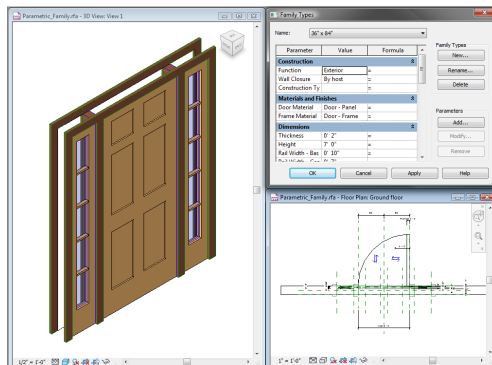 Parametric_Family.rfa - 3D View: View 1
1/2" = 1'-0"
Family Types
Name: 36" x 84"
Parameter Value Formula
Construction
Function Exterior =
Wall Closure By host =
Construction Ty =
Materials and Finishes
Door Material Door - Panel =
Frame Material Door - Frame =
Dimensions
Thickness 0' 2" =
Height 7' 0" =
Rail Width - Bas 0' 10" =
Family Types
New...
Rename...
Delete
Parameters
Add...
Modify...
Remove
OK Cancel Apply Help
Parametric_Family.rfa - Floor Plan: Ground floor
1" = 1'-0"